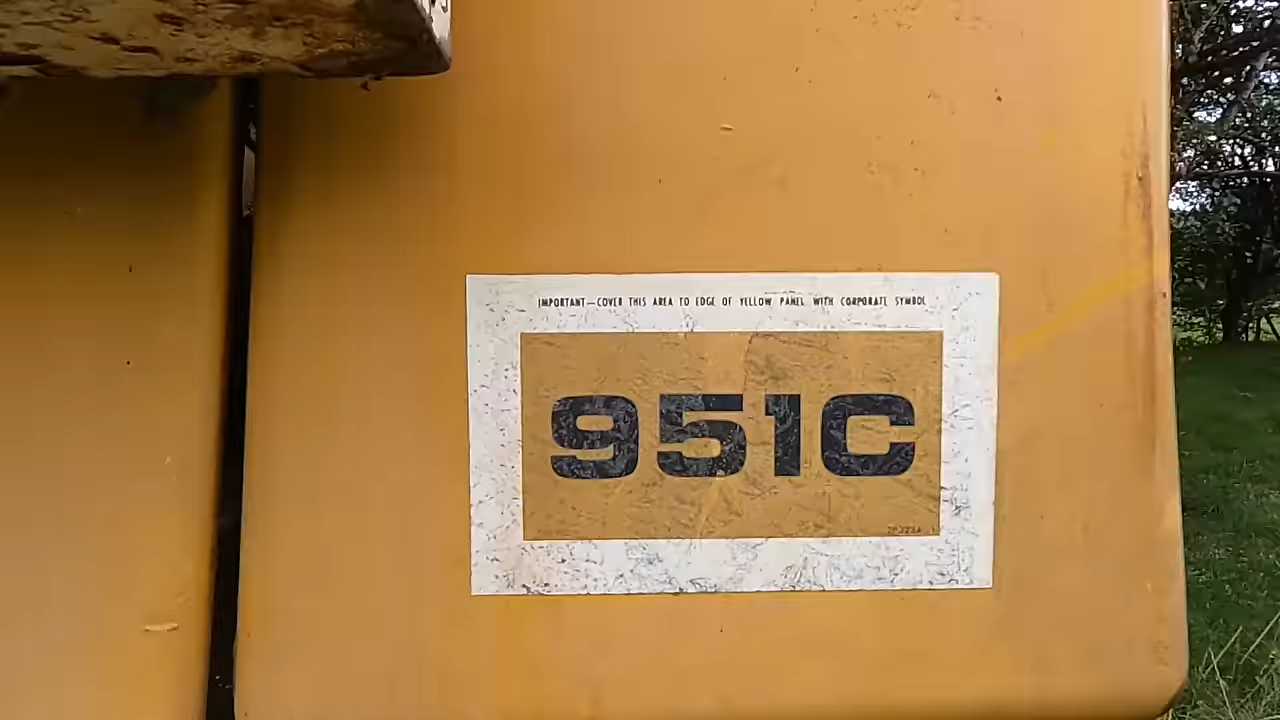 IMPORTANT—COVER THIS AREA TO EDGE OF YELLOW PANEL WITH CORPORATE SYMBOL
951C